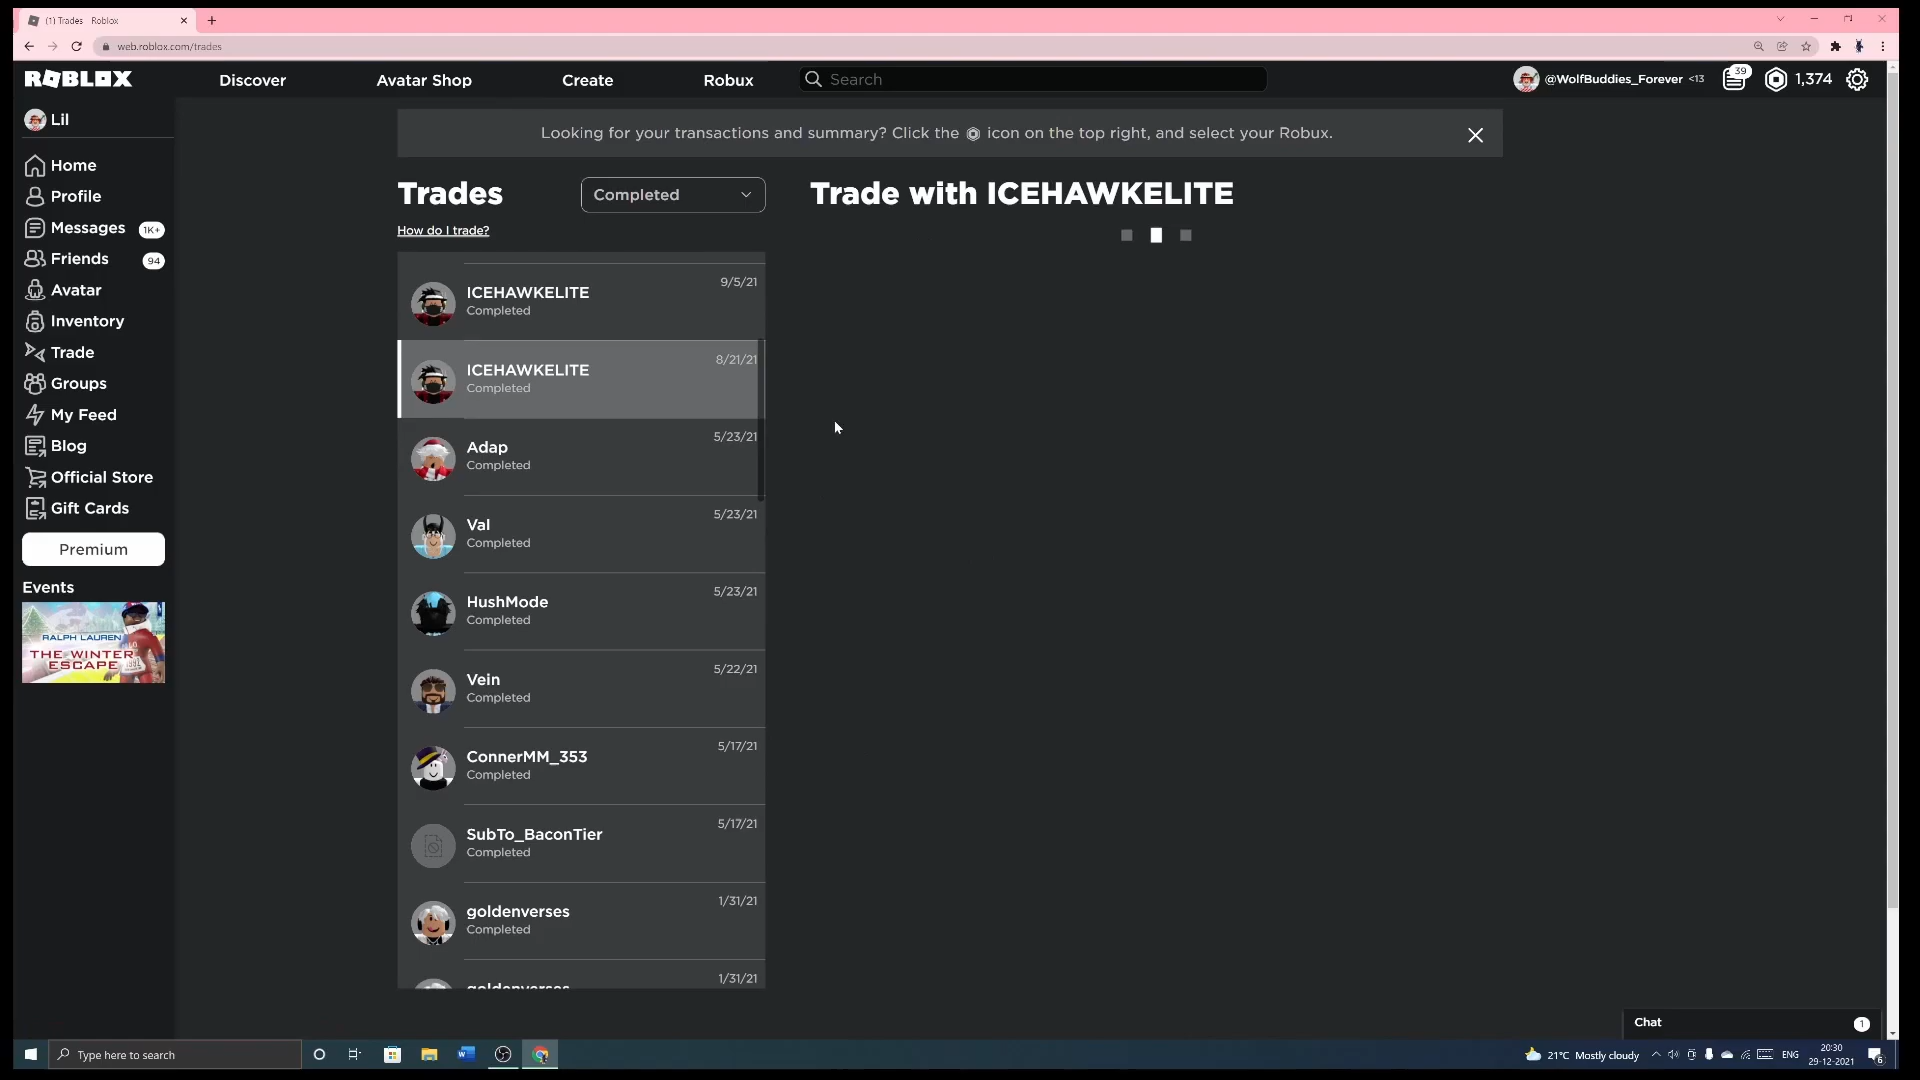 (1) Trades - Roblox
web.roblox.com/trades
ROBLOX
Discover
Avatar Shop
Create
Robux
Search
@WolfBuddies_Forever <13
39
1,374
Lil
Home
Profile
Messages 1K+
Friends 94
Avatar
Inventory
Trade
Groups
My Feed
Blog
Official Store
Gift Cards
Premium
Events
RALPH LAUREN
THE WINTER
ESCAPE
Looking for your transactions and summary? Click the icon on the top right, and select your Robux.
Trades
Completed
How do I trade?
ICEHAWKELITE 9/5/21
Completed
ICEHAWKELITE 8/21/21
Completed
Adap 5/23/21
Completed
Val 5/23/21
Completed
HushMode 5/23/21
Completed
Vein 5/22/21
Completed
ConnerMM_353 5/17/21
Completed
SubTo_BaconTier 5/17/21
Completed
goldenverses 1/31/21
Completed
goldenverses 1/31/21
Trade with ICEHAWKELITE
Chat 1
Type here to search
21°C Mostly cloudy
ENG
20:30
29-12-2021
6